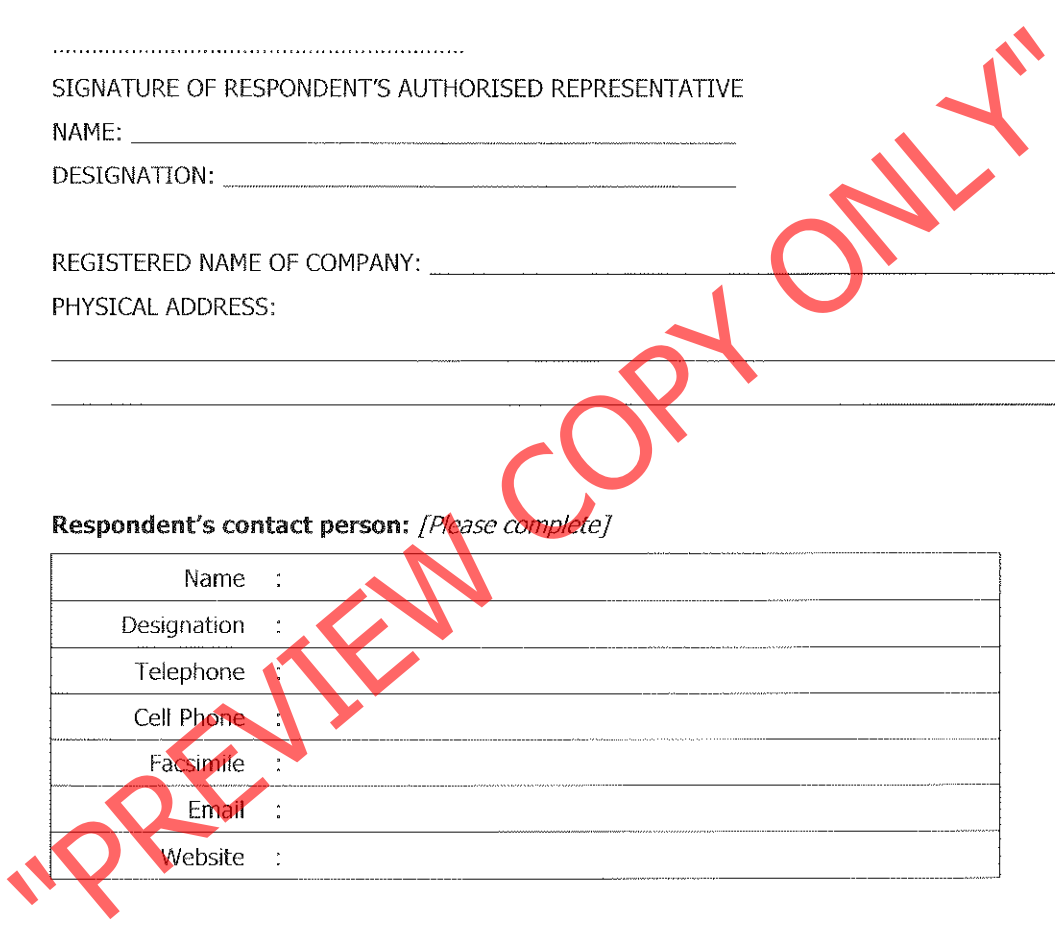 SIGNATURE OF RESPONDENT'S AUTHORISED REPRESENTATIVE
NAME:
DESIGNATION:
REGISTERED NAME OF COMPANY:
PHYSICAL ADDRESS:
Respondent's contact person: [Please complete]
Name :
Designation :
Telephone :
Cell Phone :
Facsimile :
Email :
Website :
"PREVIEW COPY ONLY"